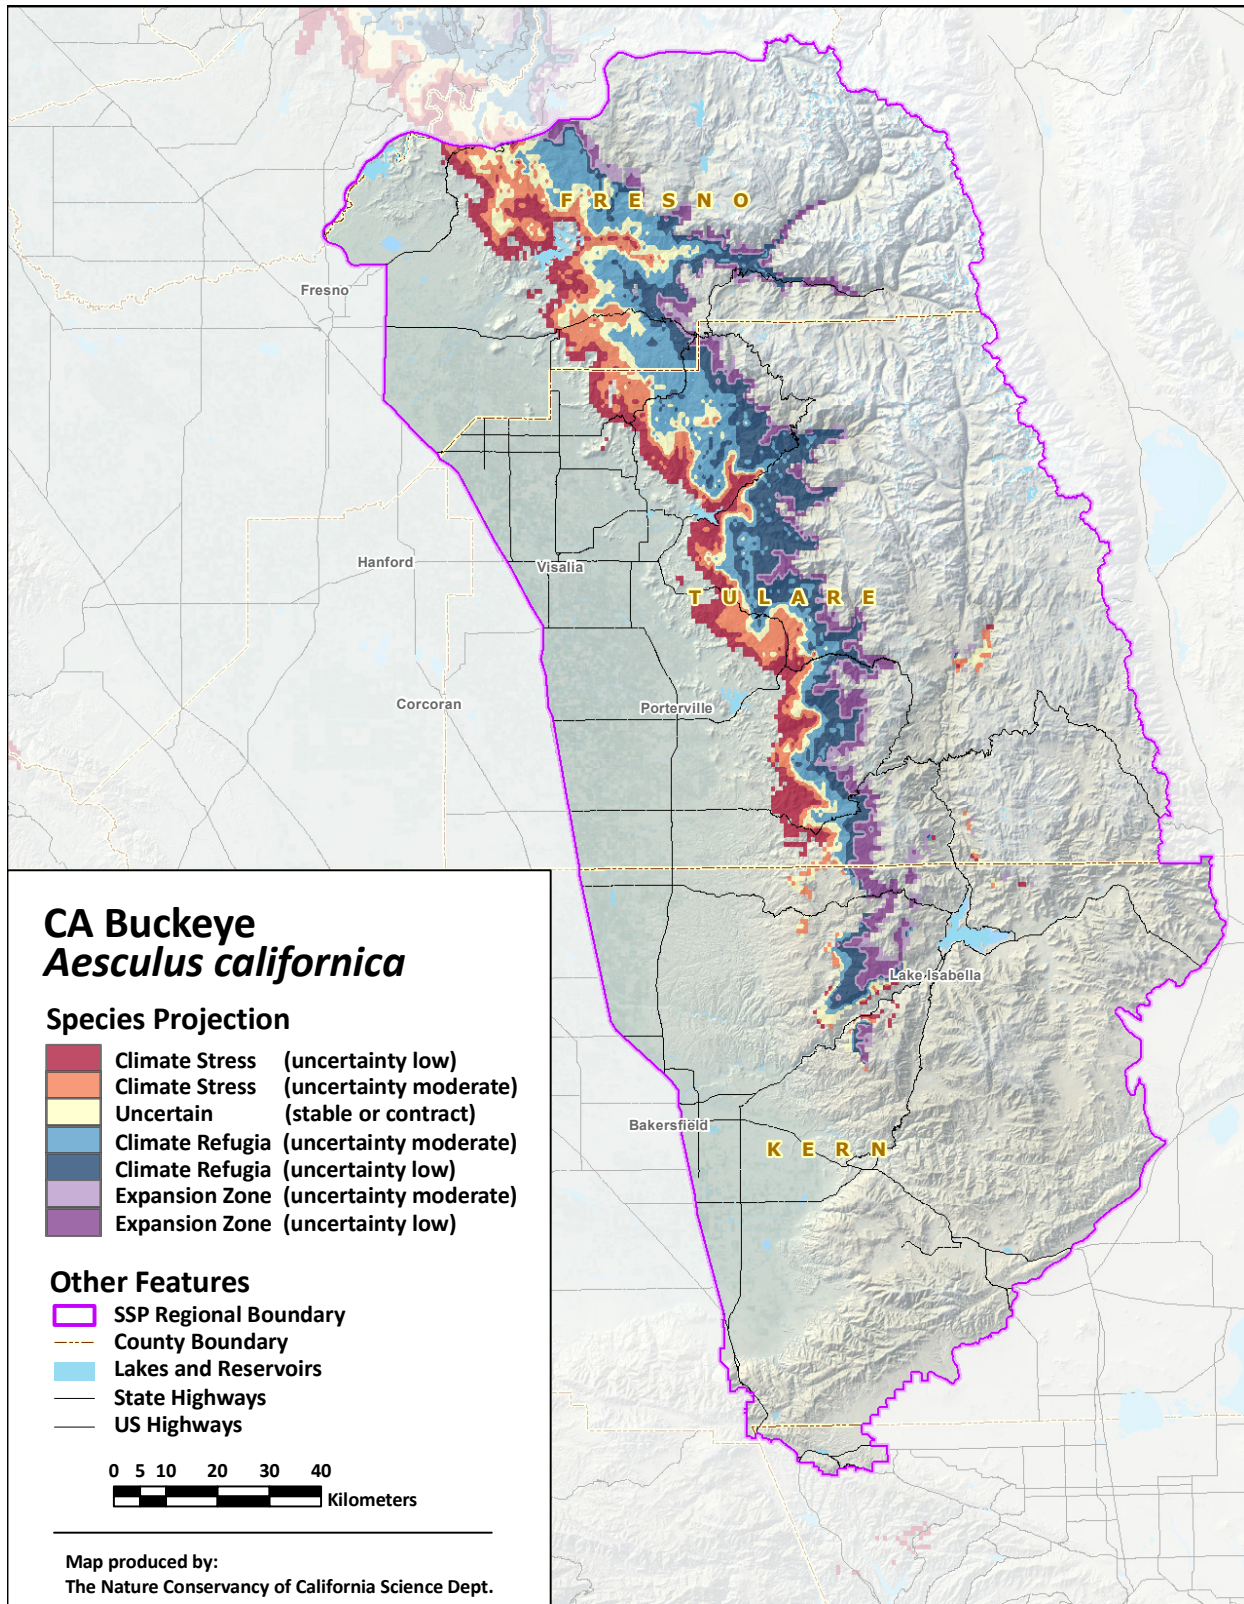 FRESNO
Fresno
Hanford
Visalia
TULARE
Corcoran
Porterville
Lake Isabella
Bakersfield
KERN
CA Buckeye
Aesculus californica
Species Projection
Climate Stress (uncertainty low)
Climate Stress (uncertainty moderate)
Uncertain (stable or contract)
Climate Refugia (uncertainty moderate)
Climate Refugia (uncertainty low)
Expansion Zone (uncertainty moderate)
Expansion Zone (uncertainty low)
Other Features
SSP Regional Boundary
County Boundary
Lakes and Reservoirs
State Highways
US Highways
0 5 10 20 30 40
Kilometers
Map produced by:
The Nature Conservancy of California Science Dept.